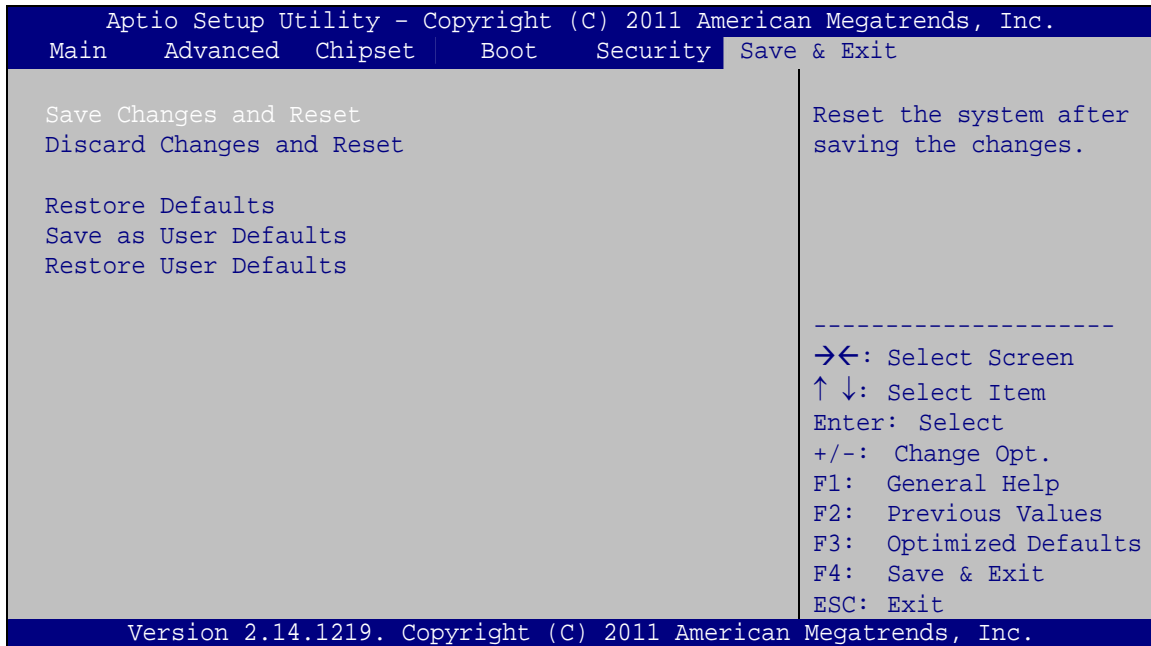 Aptio Setup Utility – Copyright (C) 2011 American Megatrends, Inc.
Main Advanced Chipset Boot Security Save & Exit
Save Changes and Reset
Discard Changes and Reset
Restore Defaults
Save as User Defaults
Restore User Defaults
Reset the system after
saving the changes.
---------------------
→←: Select Screen
↑ ↓: Select Item
Enter: Select
+/-: Change Opt.
F1: General Help
F2: Previous Values
F3: Optimized Defaults
F4: Save & Exit
ESC: Exit
Version 2.14.1219. Copyright (C) 2011 American Megatrends, Inc.